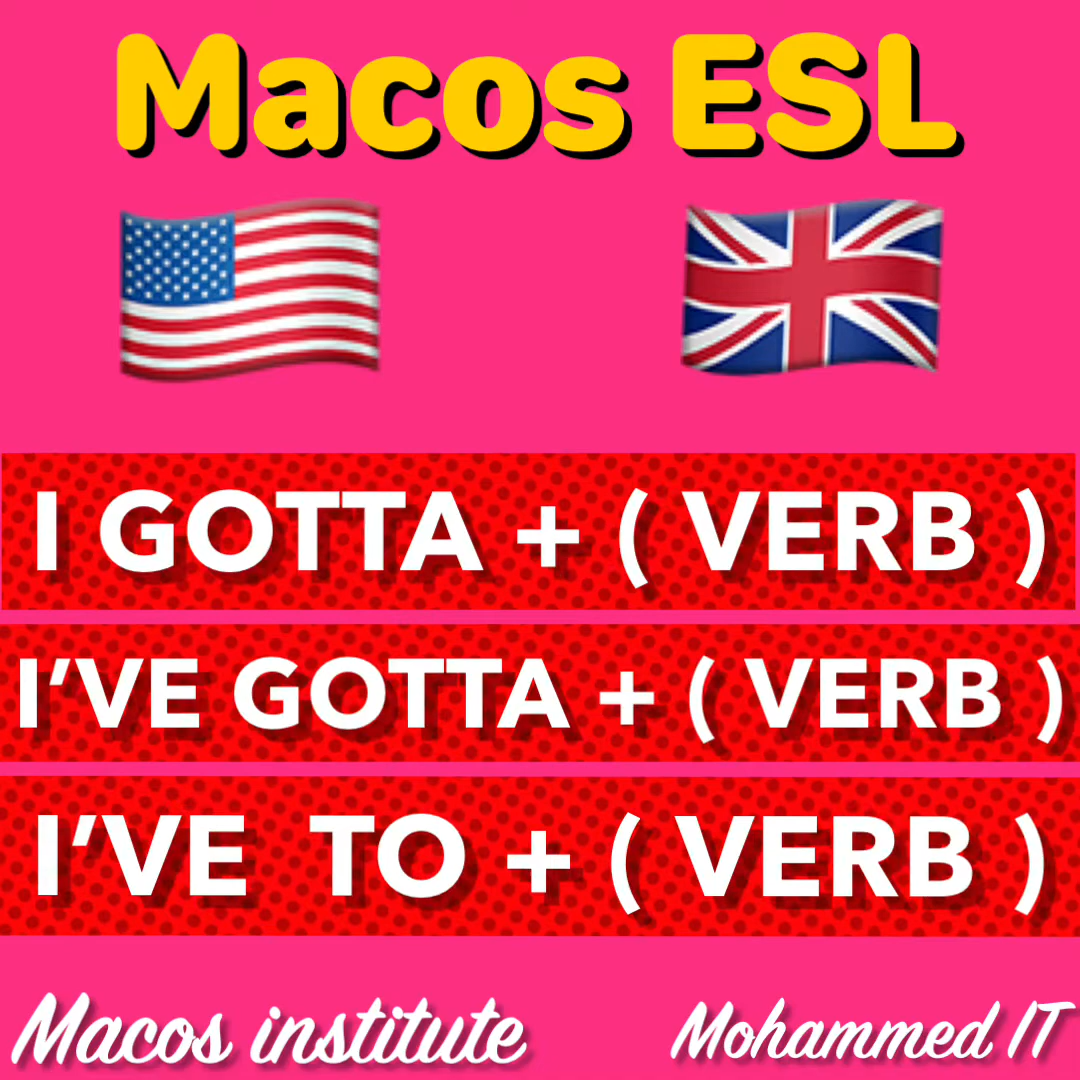 Macos ESL
I GOTTA + ( VERB )
I’VE GOTTA + ( VERB )
I’VE TO + ( VERB )
Macos institute
Mohammed IT